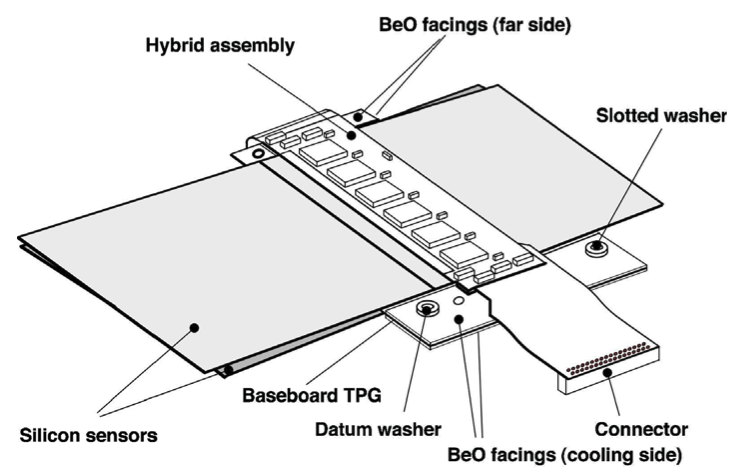 BeO facings (far side)
Hybrid assembly
Slotted washer
Baseboard TPG
Silicon sensors
Datum washer
Connector
BeO facings (cooling side)